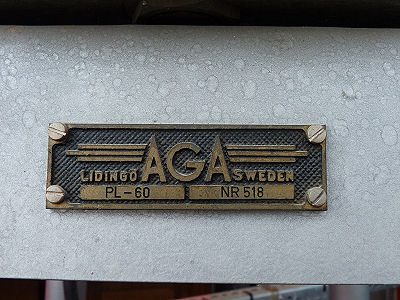 AGA
LIDINGÖ SWEDEN
PL-60 NR 518